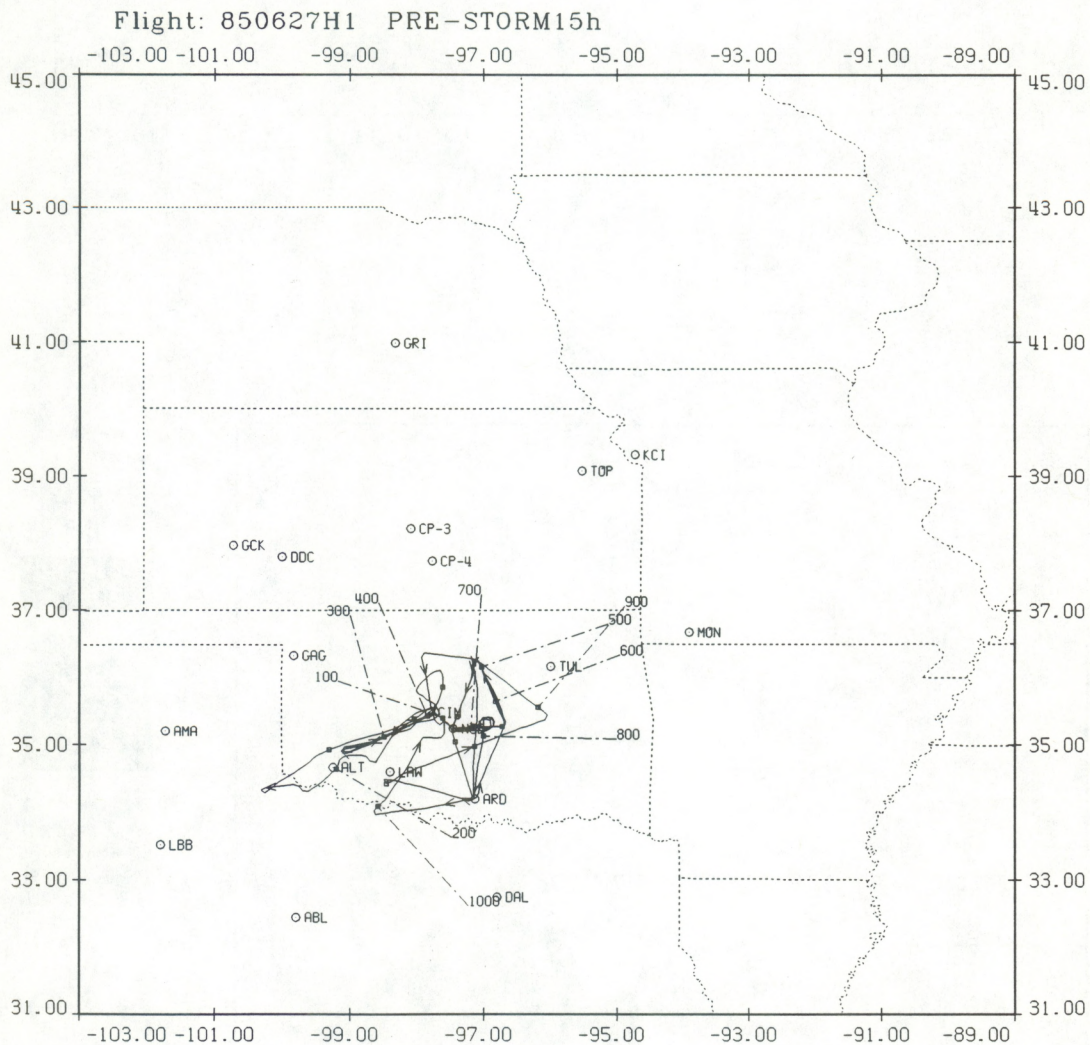 Flight: 850627H1 PRE-STORM15h
-103.00 -101.00 -99.00 -97.00 -95.00 -93.00 -91.00 -89.00
45.00 45.00
43.00 43.00
41.00 GRI 41.00
KCI
39.00 TOP 39.00
CP-3
GCK
DDC
CP-4
400 700
37.00 300 900 37.00
500
MON
600
GAG TUL
100
AMA
35.00 800 35.00
ALT LAW
ARD
200
LBB
33.00 33.00
1000 DAL
ABL
31.00 31.00
-103.00 -101.00 -99.00 -97.00 -95.00 -93.00 -91.00 -89.00